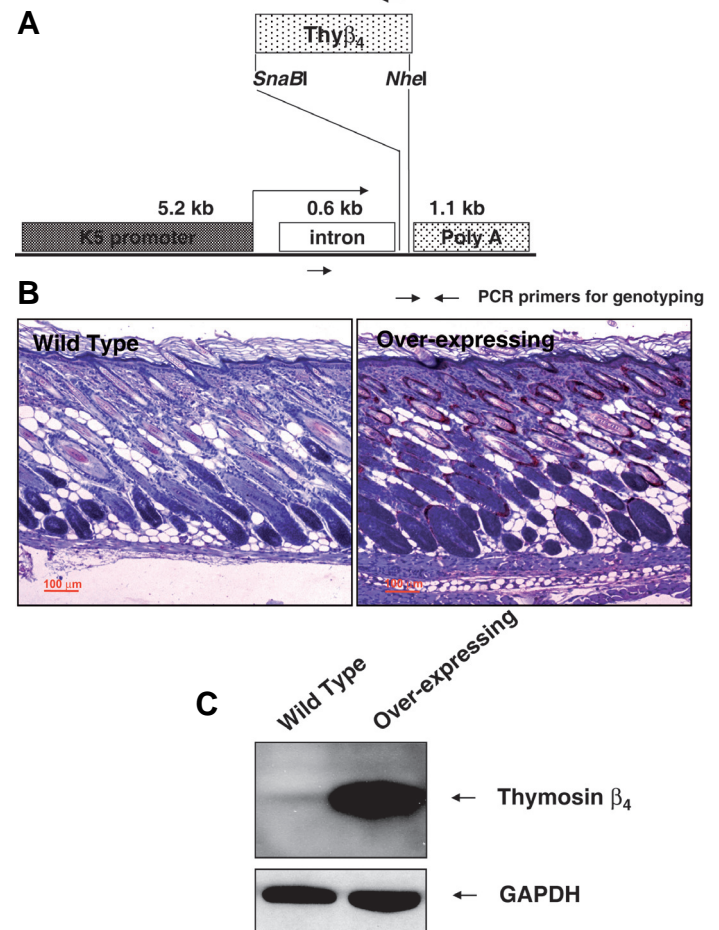 A
Thyβ₄
SnaBI NheI
5.2 kb 0.6 kb 1.1 kb
K5 promoter intron Poly A
B
PCR primers for genotyping
Wild Type Over-expressing
100 µm 100 µm
C
Wild Type Over-expressing
Thymosin β₄
GAPDH